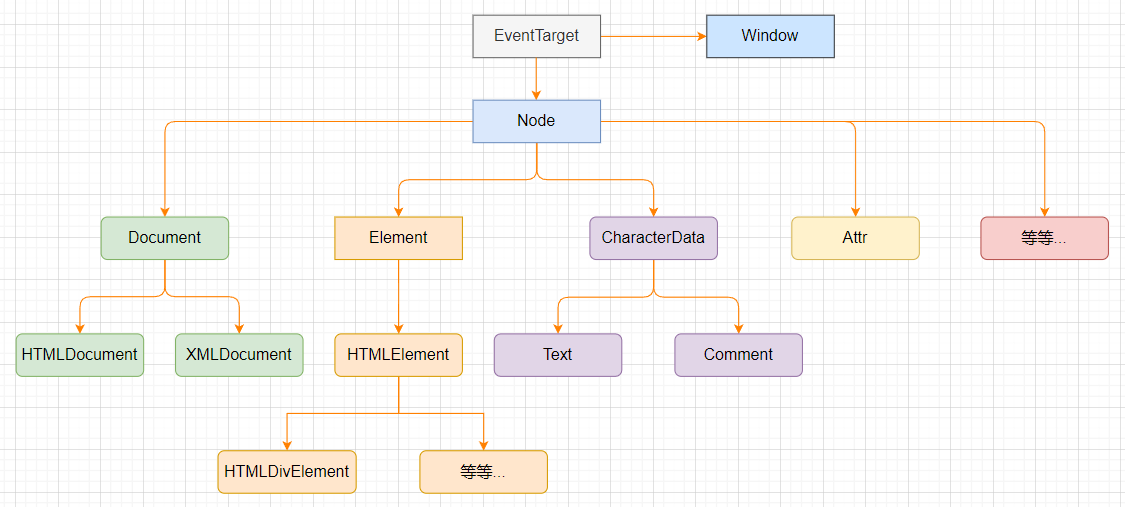 EventTarget
Window
Node
Document
Element
CharacterData
Attr
等等...
HTMLDocument
XMLDocument
HTMLElement
Text
Comment
HTMLDivElement
等等...